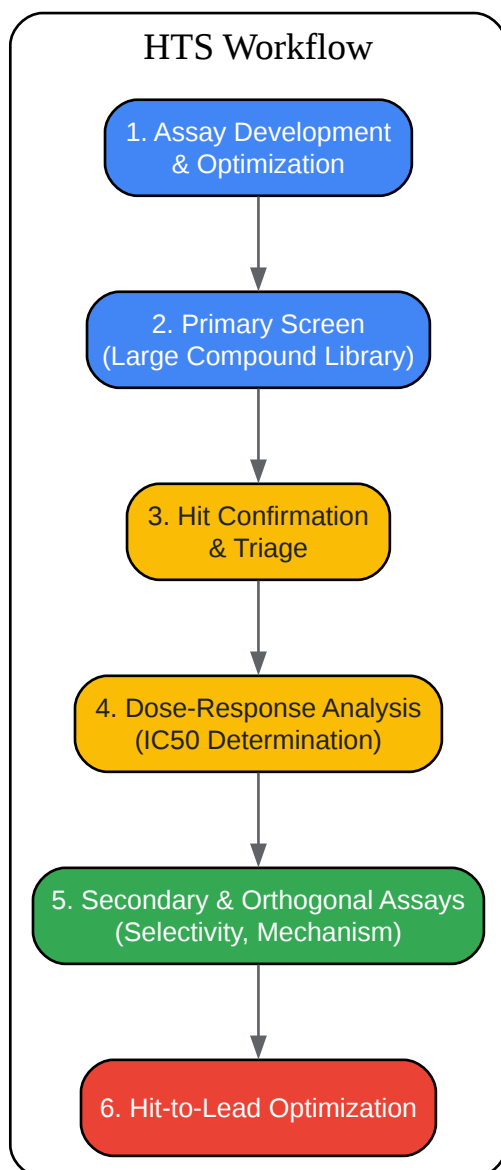 HTS Workflow
1. Assay Development
& Optimization
2. Primary Screen
(Large Compound Library)
3. Hit Confirmation
& Triage
4. Dose-Response Analysis
(IC50 Determination)
5. Secondary & Orthogonal Assays
(Selectivity, Mechanism)
6. Hit-to-Lead Optimization